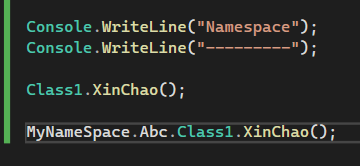 Console.WriteLine("Namespace");
Console.WriteLine("---------");
Class1.XinChao();
MyNameSpace.Abc.Class1.XinChao();